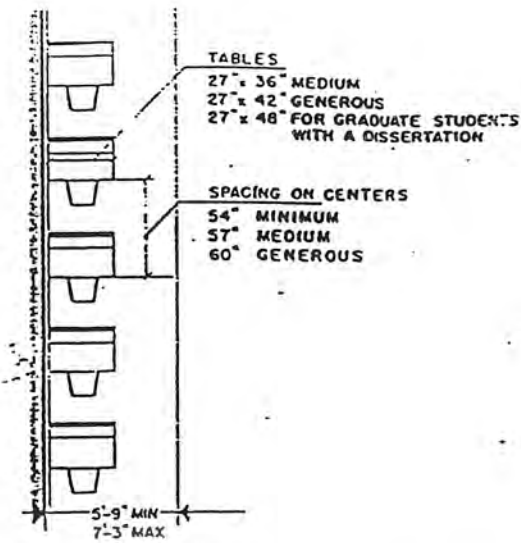 TABLES
27"x 36" MEDIUM
27"x 42" GENEROUS
27"x 48" FOR GRADUATE STUDENTS
WITH A DISSERTATION
SPACING ON CENTERS
54" MINIMUM
57" MEDIUM
60" GENEROUS
5'-9" MIN
7'-3" MAX